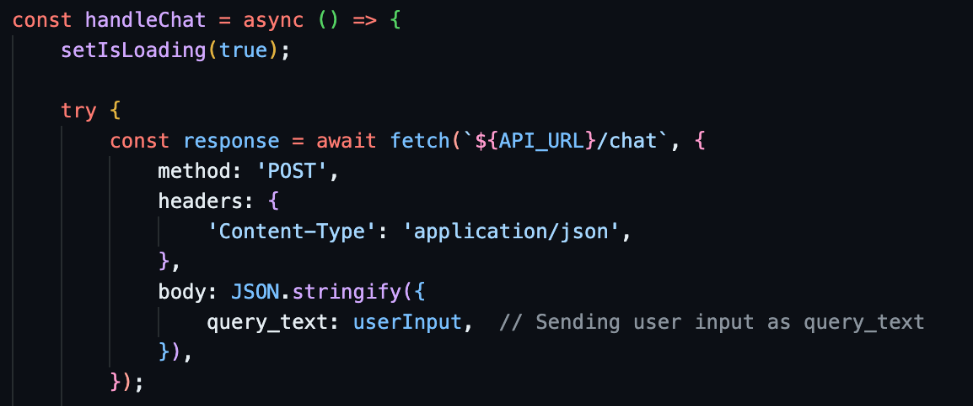 const handleChat = async () => {
    setIsLoading(true);

    try {
        const response = await fetch(`${API_URL}/chat`, {
            method: 'POST',
            headers: {
                'Content-Type': 'application/json',
            },
            body: JSON.stringify({
                query_text: userInput,  // Sending user input as query_text
            }),
        });